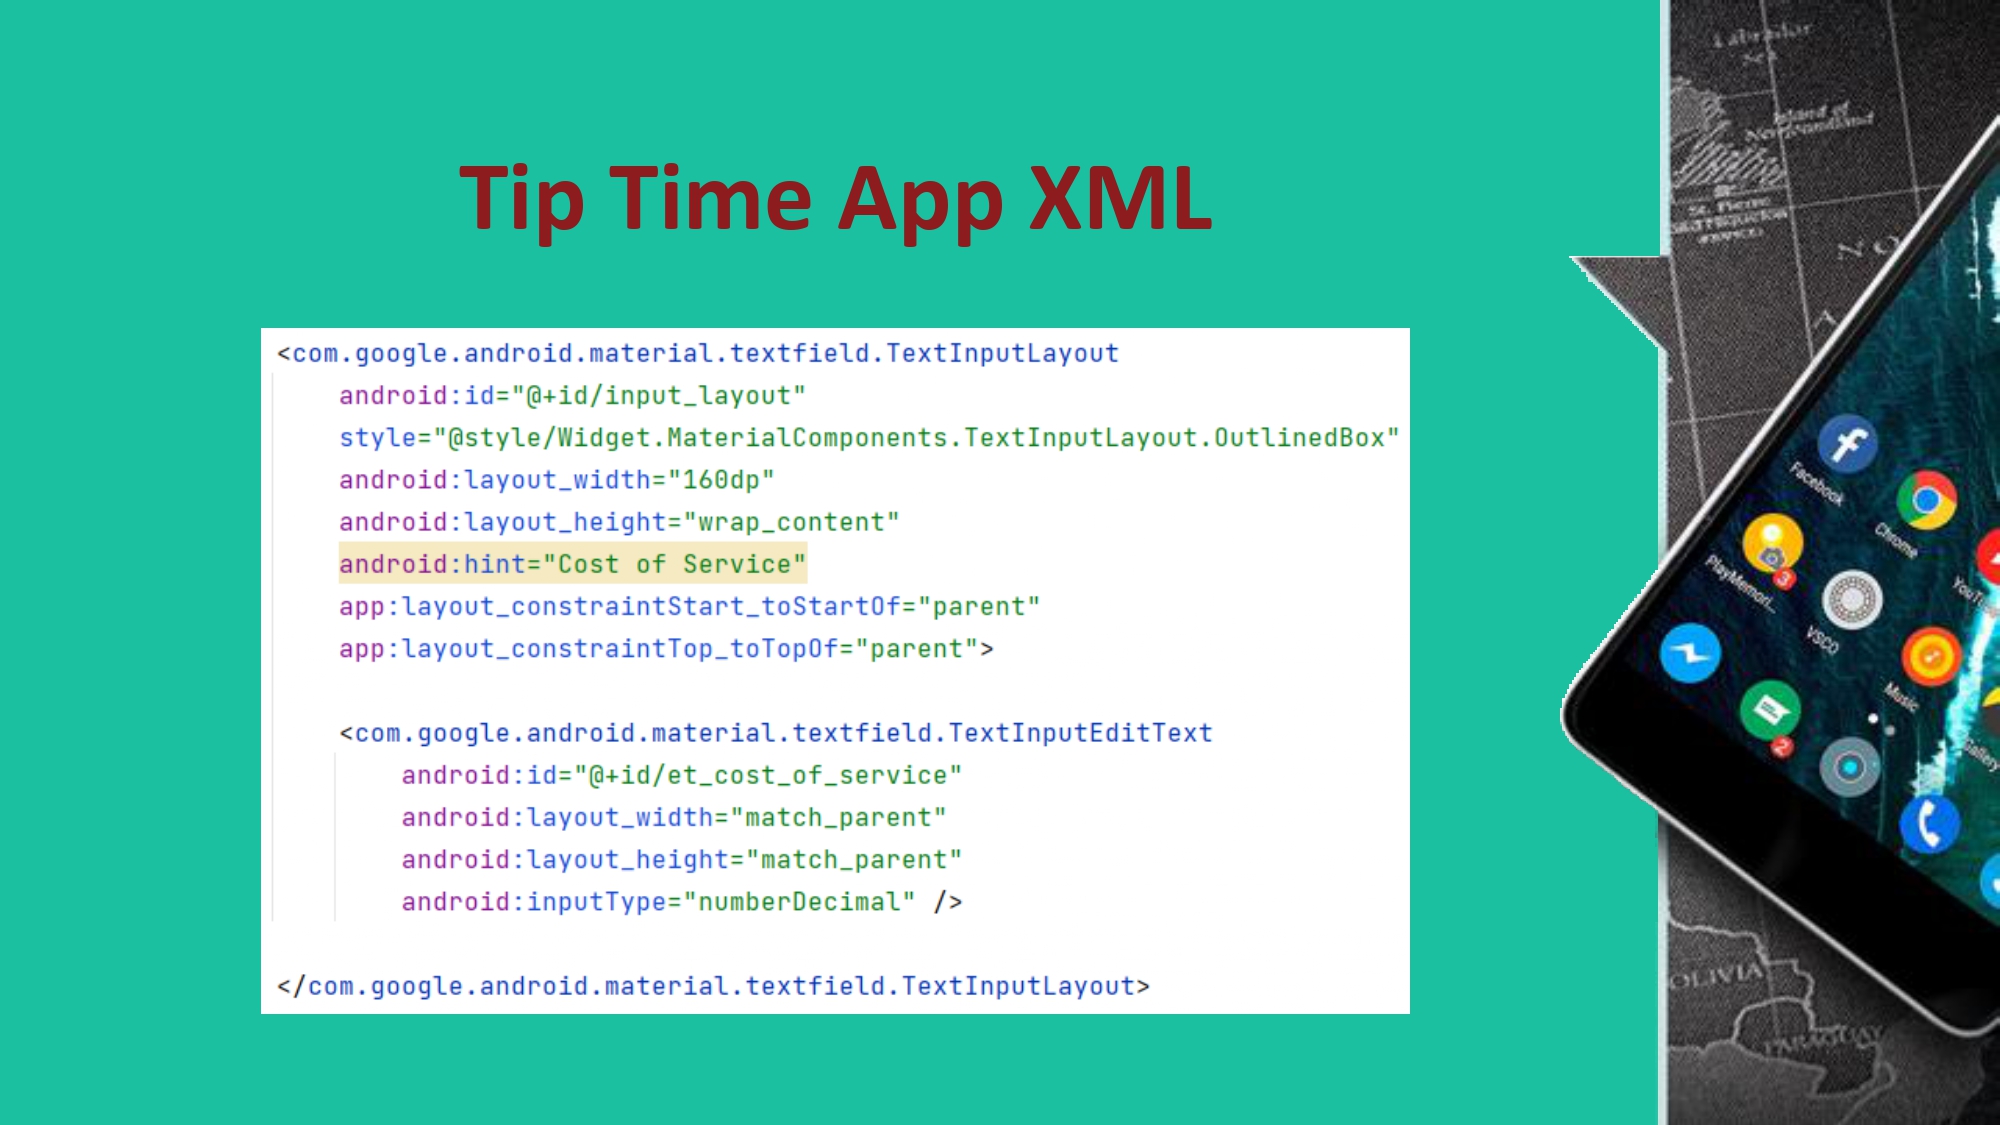 Tip Time App XML
<com.google.android.material.textfield.TextInputLayout
android:id="@+id/input_layout"
style="@style/Widget.MaterialComponents.TextInputLayout.OutlinedBox"
android:layout_width="160dp"
android:layout_height="wrap_content"
android:hint="Cost of Service"
app:layout_constraintStart_toStartOf="parent"
app:layout_constraintTop_toTopOf="parent">
<com.google.android.material.textfield.TextInputEditText
android:id="@+id/et_cost_of_service"
android:layout_width="match_parent"
android:layout_height="match_parent"
android:inputType="numberDecimal" />
</com.google.android.material.textfield.TextInputLayout>
Labrador
Island of
Newfoundland
St. Pierre
(FRANCE)
N O
Facebook
Chrome
PlayMemori...
3
VSCO
YouTu
Music
2
Gallery
OLIVIA
PARAGUAY